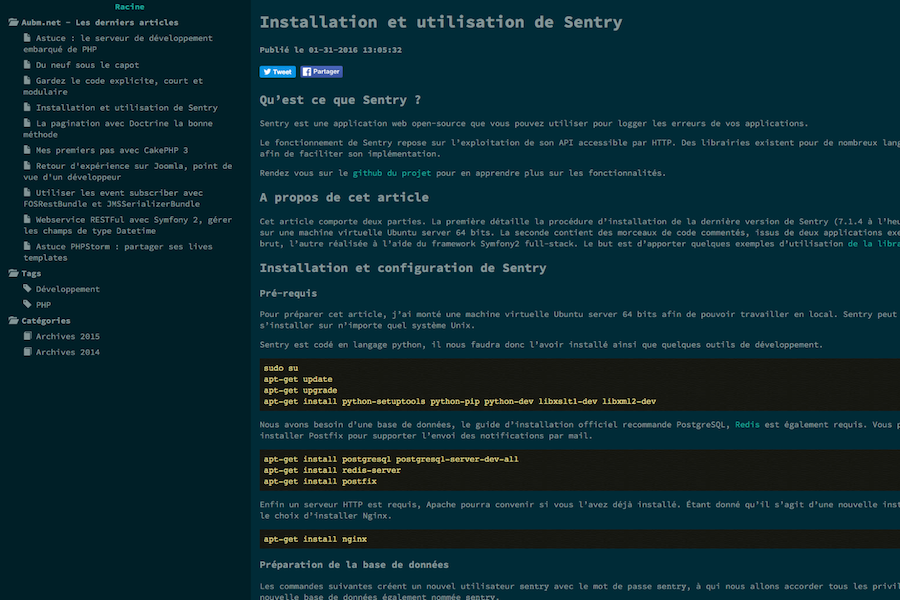 Racine
Aubm.net - Les derniers articles
Astuce : le serveur de développement
embarqué de PHP
Du neuf sous le capot
Gardez le code explicite, court et
modulaire
Installation et utilisation de Sentry
La pagination avec Doctrine la bonne
méthode
Mes premiers pas avec CakePHP 3
Retour d'expérience sur Joomla, point de
vue d'un développeur
Utiliser les event subscriber avec
FOSRestBundle et JMSSerializerBundle
Webservice RESTFul avec Symfony 2, gérer
les champs de type Datetime
Astuce PHPStorm : partager ses lives
templates
Tags
Développement
PHP
Catégories
Archives 2015
Archives 2014
Installation et utilisation de Sentry
Publié le 01-31-2016 13:05:32
Tweet Partager
Qu'est ce que Sentry ?
Sentry est une application web open-source que vous pouvez utiliser pour logger les erreurs de vos applications.
Le fonctionnement de Sentry repose sur l'exploitation de son API accessible par HTTP. Des librairies existent pour de nombreux
afin de faciliter son implémentation.
Rendez vous sur le github du projet pour en apprendre plus sur les fonctionnalités.
A propos de cet article
Cet article comporte deux parties. La première détaille la procédure d'installation de la dernière version de Sentry (7.1.4 à
sur une machine virtuelle Ubuntu server 64 bits. La seconde contient des morceaux de code commentés, issus de deux applications
brut, l'autre réalisée à l'aide du framework Symfony2 full-stack. Le but est d'apporter quelques exemples d'utilisation de la
Installation et configuration de Sentry
Pré-requis
Pour préparer cet article, j'ai monté une machine virtuelle Ubuntu server 64 bits afin de pouvoir travailler en local. Sentry peut
s'installer sur n'importe quel système Unix.
Sentry est codé en langage python, il nous faudra donc l'avoir installé ainsi que quelques outils de développement.
sudo su
apt-get update
apt-get upgrade
apt-get install python-setuptools python-pip python-dev libxslt1-dev libxml2-dev
Nous avons besoin d'une base de données, le guide d'installation officiel recommande PostgreSQL, Redis est également requis. Vous
installer Postfix pour supporter l'envoi des notifications par mail.
apt-get install postgresql postgresql-server-dev-all
apt-get install redis-server
apt-get install postfix
Enfin un serveur HTTP est requis, Apache pourra convenir si vous l'avez déjà installé. Étant donné qu'il s'agit d'une nouvelle
le choix d'installer Nginx.
apt-get install nginx
Préparation de la base de données
Les commandes suivantes créent un nouvel utilisateur sentry avec le mot de passe sentry, à qui nous allons accorder tous les
nouvelle base de données également nommée sentry.